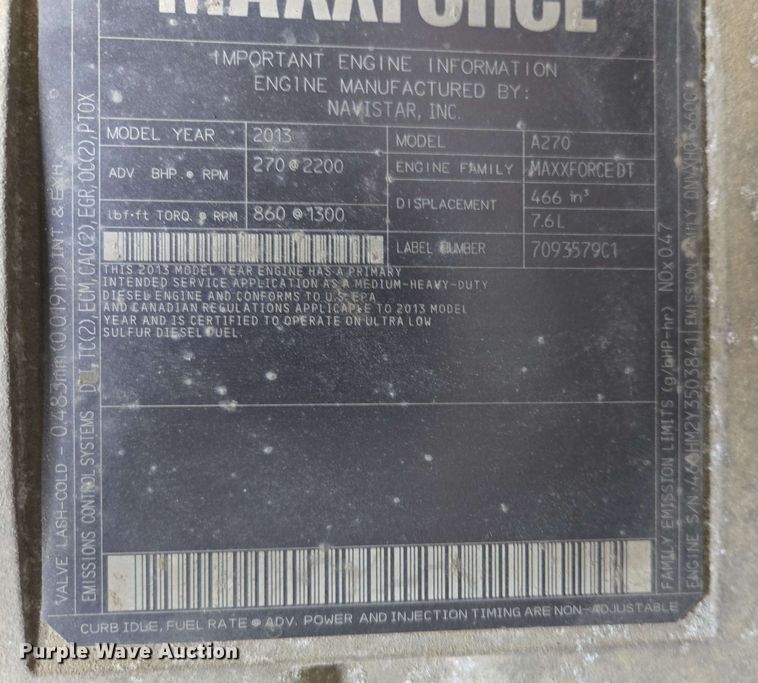 MAXXFORCE
IMPORTANT ENGINE INFORMATION
ENGINE MANUFACTURED BY:
NAVISTAR, INC.
MODEL YEAR 2013
ADV BHP @ RPM 270 @ 2200
lbf·ft TORQ @ RPM 860 @ 1300
MODEL A270
ENGINE FAMILY MAXXFORCE DT
DISPLACEMENT 466 in³
7.6 L
LABEL NUMBER 7093579C1
THIS 2013 MODEL YEAR ENGINE HAS A PRIMARY
INTENDED SERVICE APPLICATION AS A MEDIUM-HEAVY-DUTY
DIESEL ENGINE AND CONFORMS TO U.S. EPA
AND CANADIAN REGULATIONS APPLICABLE TO 2013 MODEL
YEAR AND IS CERTIFIED TO OPERATE ON ULTRA LOW
SULFUR DIESEL FUEL.
VALVE LASH-COLD - 0.483mm (0.019in) INT. & EXH.
EMISSIONS CONTROL SYSTEMS TC(2), ECM, CAC(2), EGR, OC(2), PTOX
FAMILY EMISSION LIMITS (g/bHP-hr) NOx 0.47
ENGINE S/N EMISSION FAMILY
CURB IDLE, FUEL RATE @ ADV. POWER AND INJECTION TIMING ARE NON-ADJUSTABLE
Purple Wave Auction